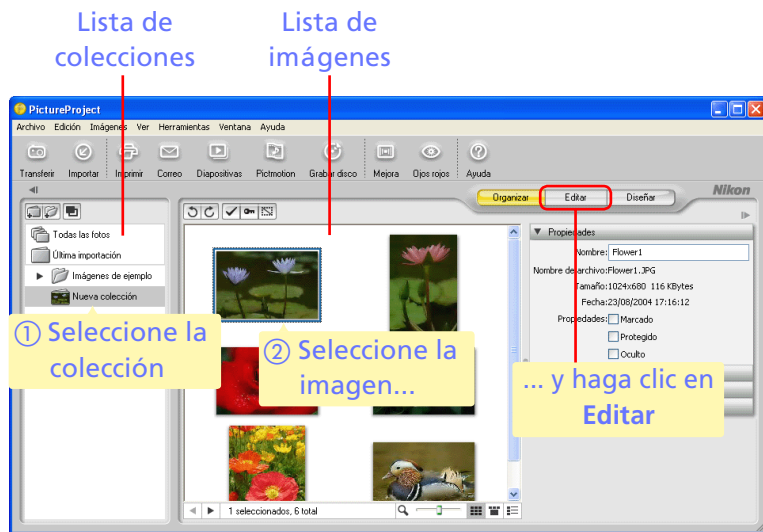 Lista de
colecciones
Lista de
imágenes
PictureProject
Archivo Edición Imágenes Ver Herramientas Ventana Ayuda
Transferir Importar Imprimir Correo Diapositivas Pictmotion Grabar disco Mejora Ojos rojos Ayuda
Organizar Editar Diseñar
Nikon
Todas las fotos
Última importación
Imágenes de ejemplo
Nueva colección
① Seleccione la
colección
② Seleccione la
imagen...
Propiedades
Nombre: Flower1
Nombre de archivo:Flower1.JPG
Tamaño:1024x680 116 KBytes
Fecha:23/08/2004 17:16:12
Propiedades: Marcado
Protegido
Oculto
... y haga clic en
Editar
1 seleccionados, 6 total